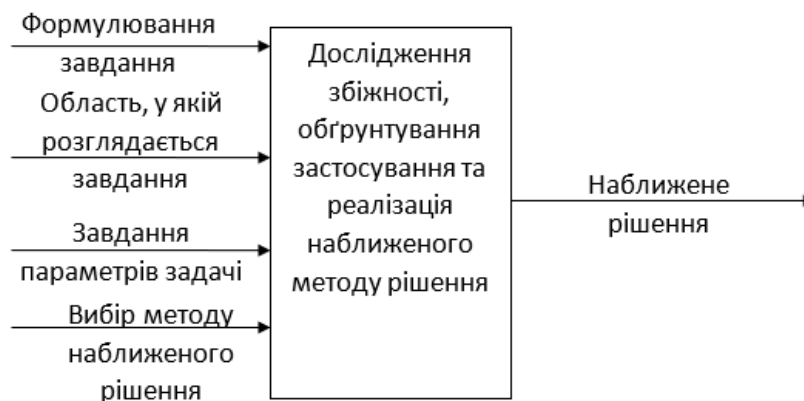 Формулювання
завдання
Область, у якій
розглядається
завдання
Завдання
параметрів задачі
Вибір методу
наближеного
рішення
Дослідження
збіжності,
обґрунтування
застосування та
реалізація
наближеного
методу рішення
Наближене
рішення